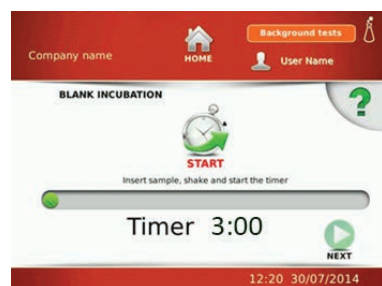 Background tests
Company name
HOME
User Name
BLANK INCUBATION
?
START
Insert sample, shake and start the timer
Timer 3:00
NEXT
12:20 30/07/2014